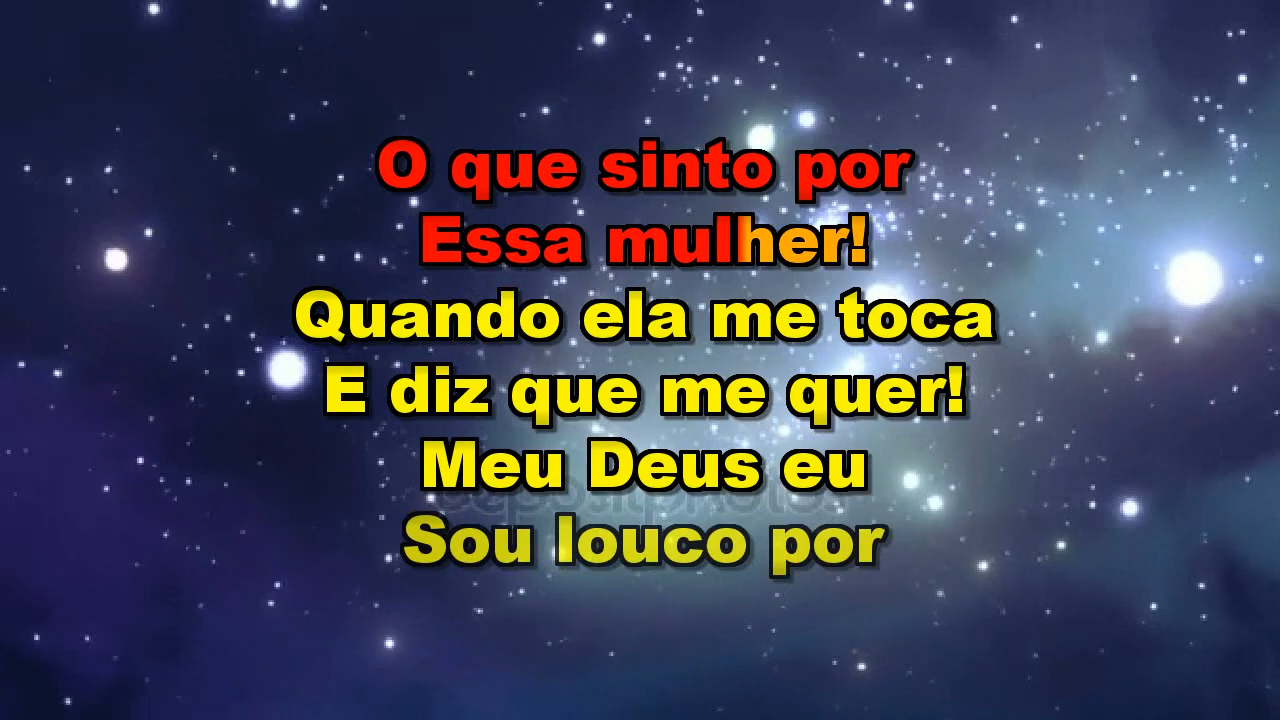 O que sinto por
Essa mulher!
Quando ela me toca
E diz que me quer!
Meu Deus eu
depositphotos
Sou louco por